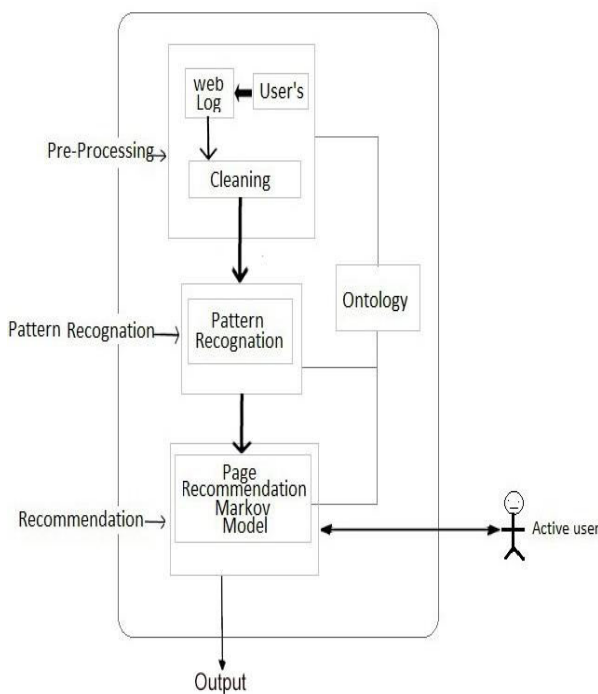 web
Log
User's
Pre-Processing
Cleaning
Ontology
Pattern Recognation
Pattern
Recognation
Page
Recommendation
Markov
Model
Recommendation
Active user
Output